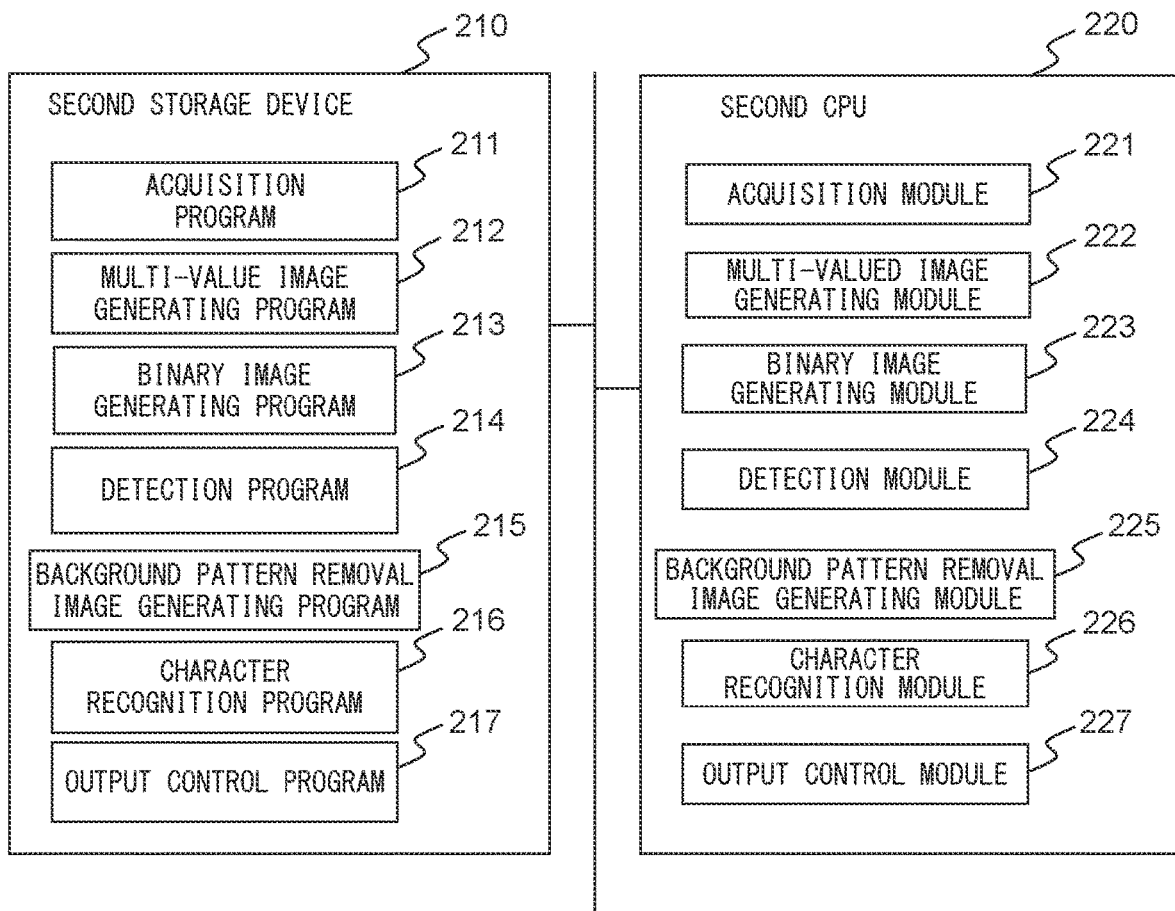 210
SECOND STORAGE DEVICE
211
ACQUISITION
PROGRAM
212
MULTI-VALUE IMAGE
GENERATING PROGRAM
213
BINARY IMAGE
GENERATING PROGRAM
214
DETECTION PROGRAM
215
BACKGROUND PATTERN REMOVAL
IMAGE GENERATING PROGRAM
216
CHARACTER
RECOGNITION PROGRAM
217
OUTPUT CONTROL PROGRAM
220
SECOND CPU
221
ACQUISITION MODULE
222
MULTI-VALUED IMAGE
GENERATING MODULE
223
BINARY IMAGE
GENERATING MODULE
224
DETECTION MODULE
225
BACKGROUND PATTERN REMOVAL
IMAGE GENERATING MODULE
226
CHARACTER
RECOGNITION MODULE
227
OUTPUT CONTROL MODULE